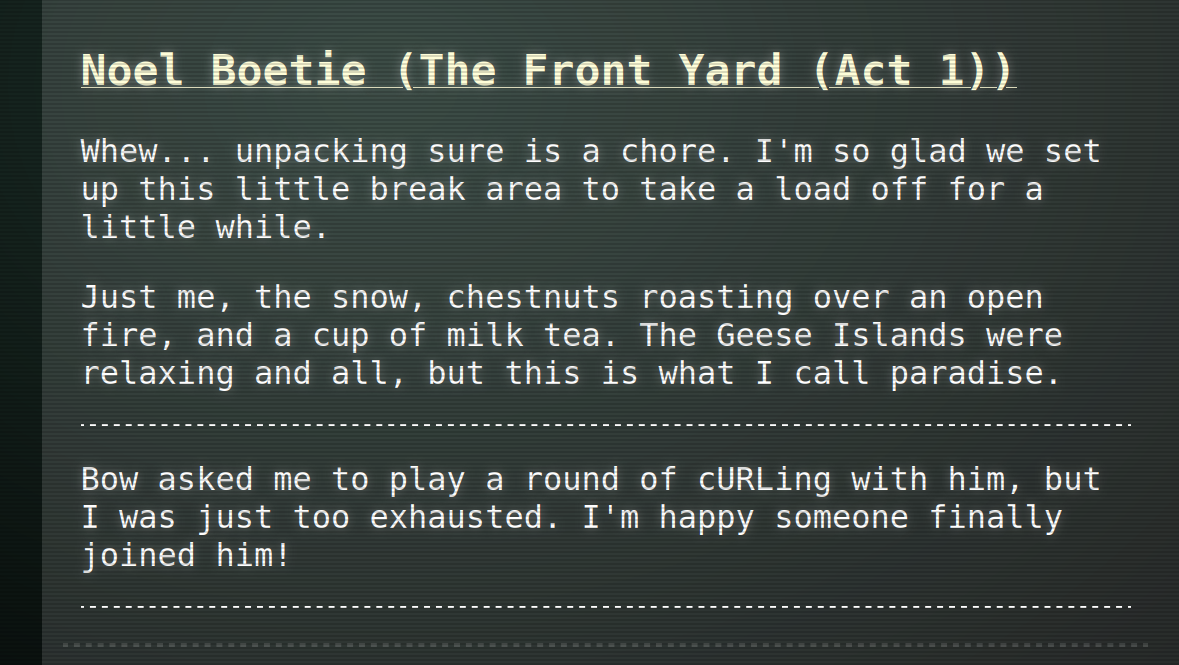 Noel Boetie (The Front Yard (Act 1))
Whew... unpacking sure is a chore. I'm so glad we set
up this little break area to take a load off for a
little while.
Just me, the snow, chestnuts roasting over an open
fire, and a cup of milk tea. The Geese Islands were
relaxing and all, but this is what I call paradise.
Bow asked me to play a round of cURLing with him, but
I was just too exhausted. I'm happy someone finally
joined him!